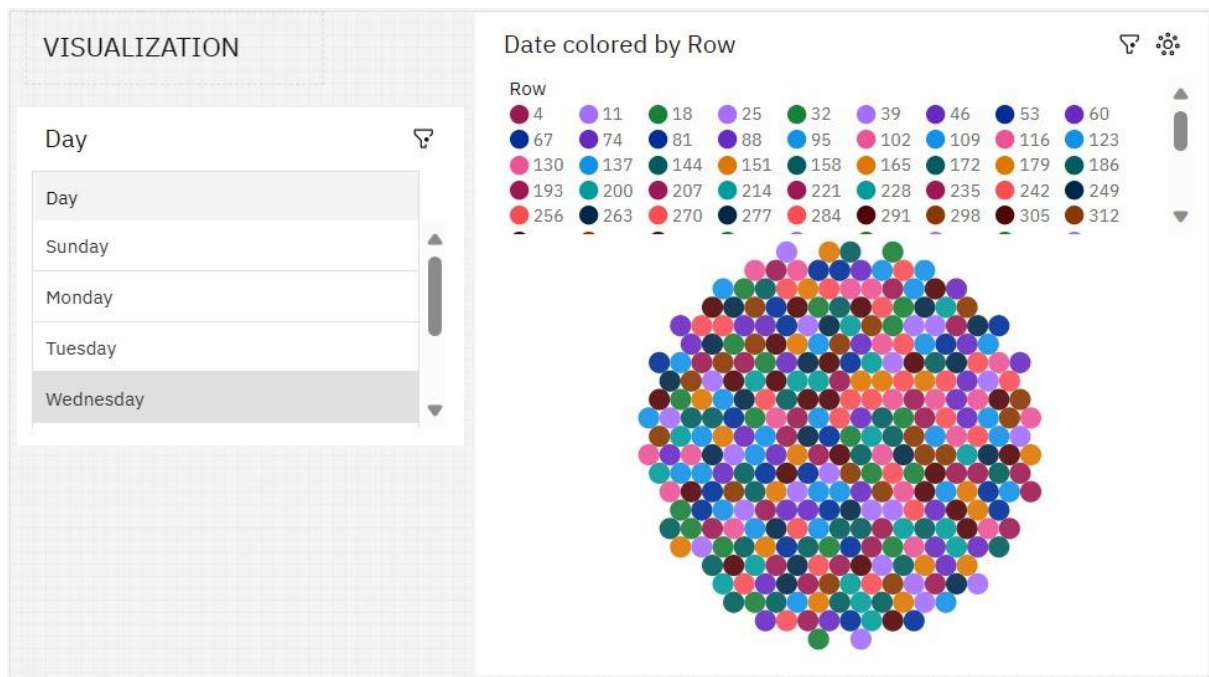 VISUALIZATION
Day
Day
Sunday
Monday
Tuesday
Wednesday
Date colored by Row
Row
4 11 18 25 32 39 46 53 60
67 74 81 88 95 102 109 116 123
130 137 144 151 158 165 172 179 186
193 200 207 214 221 228 235 242 249
256 263 270 277 284 291 298 305 312